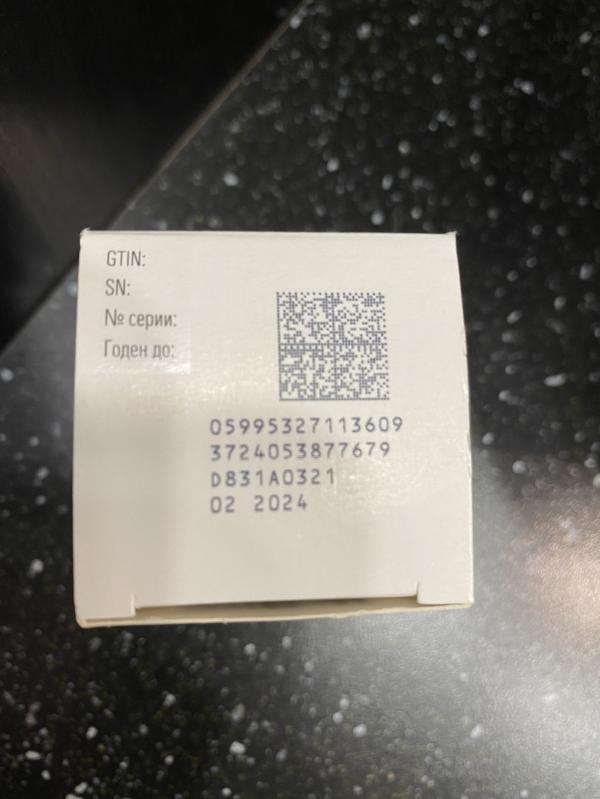 GTIN:
SN:
№ серии:
Годен до:
05995327113609
3724053877679
D831A0321
02 2024